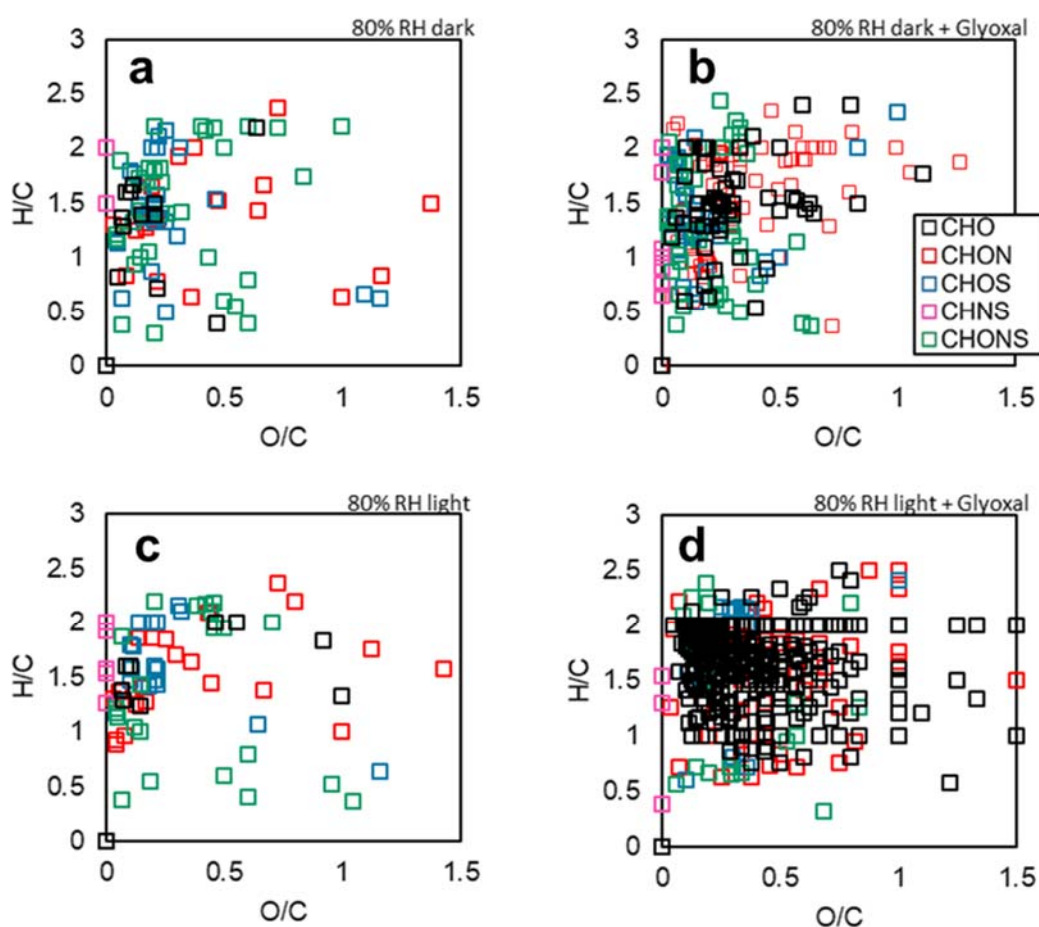 80% RH dark
a
3
2.5
2
1.5
1
0.5
0
H/C
0 0.5 1 1.5
O/C
80% RH dark + Glyoxal
b
3
2.5
2
1.5
1
0.5
0
H/C
0 0.5 1 1.5
O/C
CHO
CHON
CHOS
CHNS
CHONS
80% RH light
c
3
2.5
2
1.5
1
0.5
0
H/C
0 0.5 1 1.5
O/C
80% RH light + Glyoxal
d
3
2.5
2
1.5
1
0.5
0
H/C
0 0.5 1 1.5
O/C